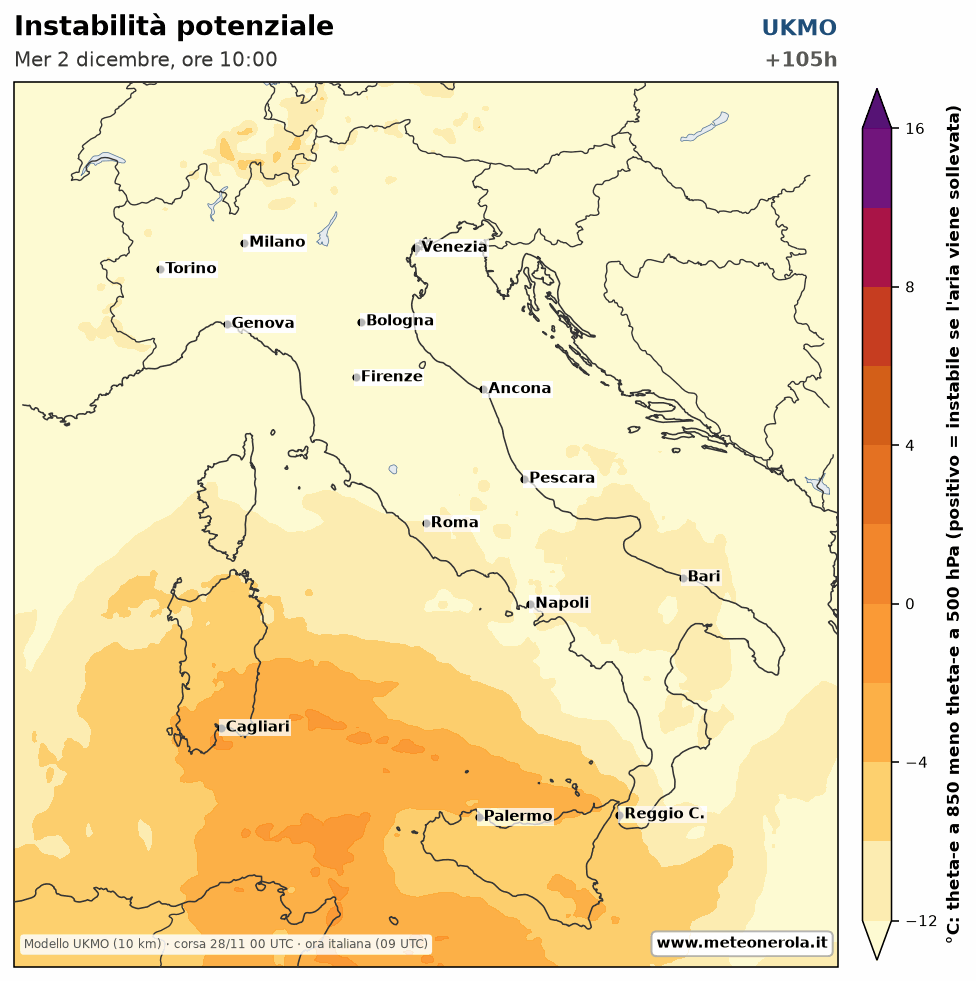 Instabilità potenziale
UKMO
Mer 2 dicembre, ore 10:00
+105h
Milano
Venezia
Torino
Genova
Bologna
Firenze
Ancona
Pescara
Roma
Bari
Napoli
Cagliari
Palermo
Reggio C.
Modello UKMO (10 km) · corsa 28/11 00 UTC · ora italiana (09 UTC)
www.meteonerola.it
16
8
4
0
−4
−12
°C: theta-e a 850 meno theta-e a 500 hPa (positivo = instabile se l'aria viene sollevata)